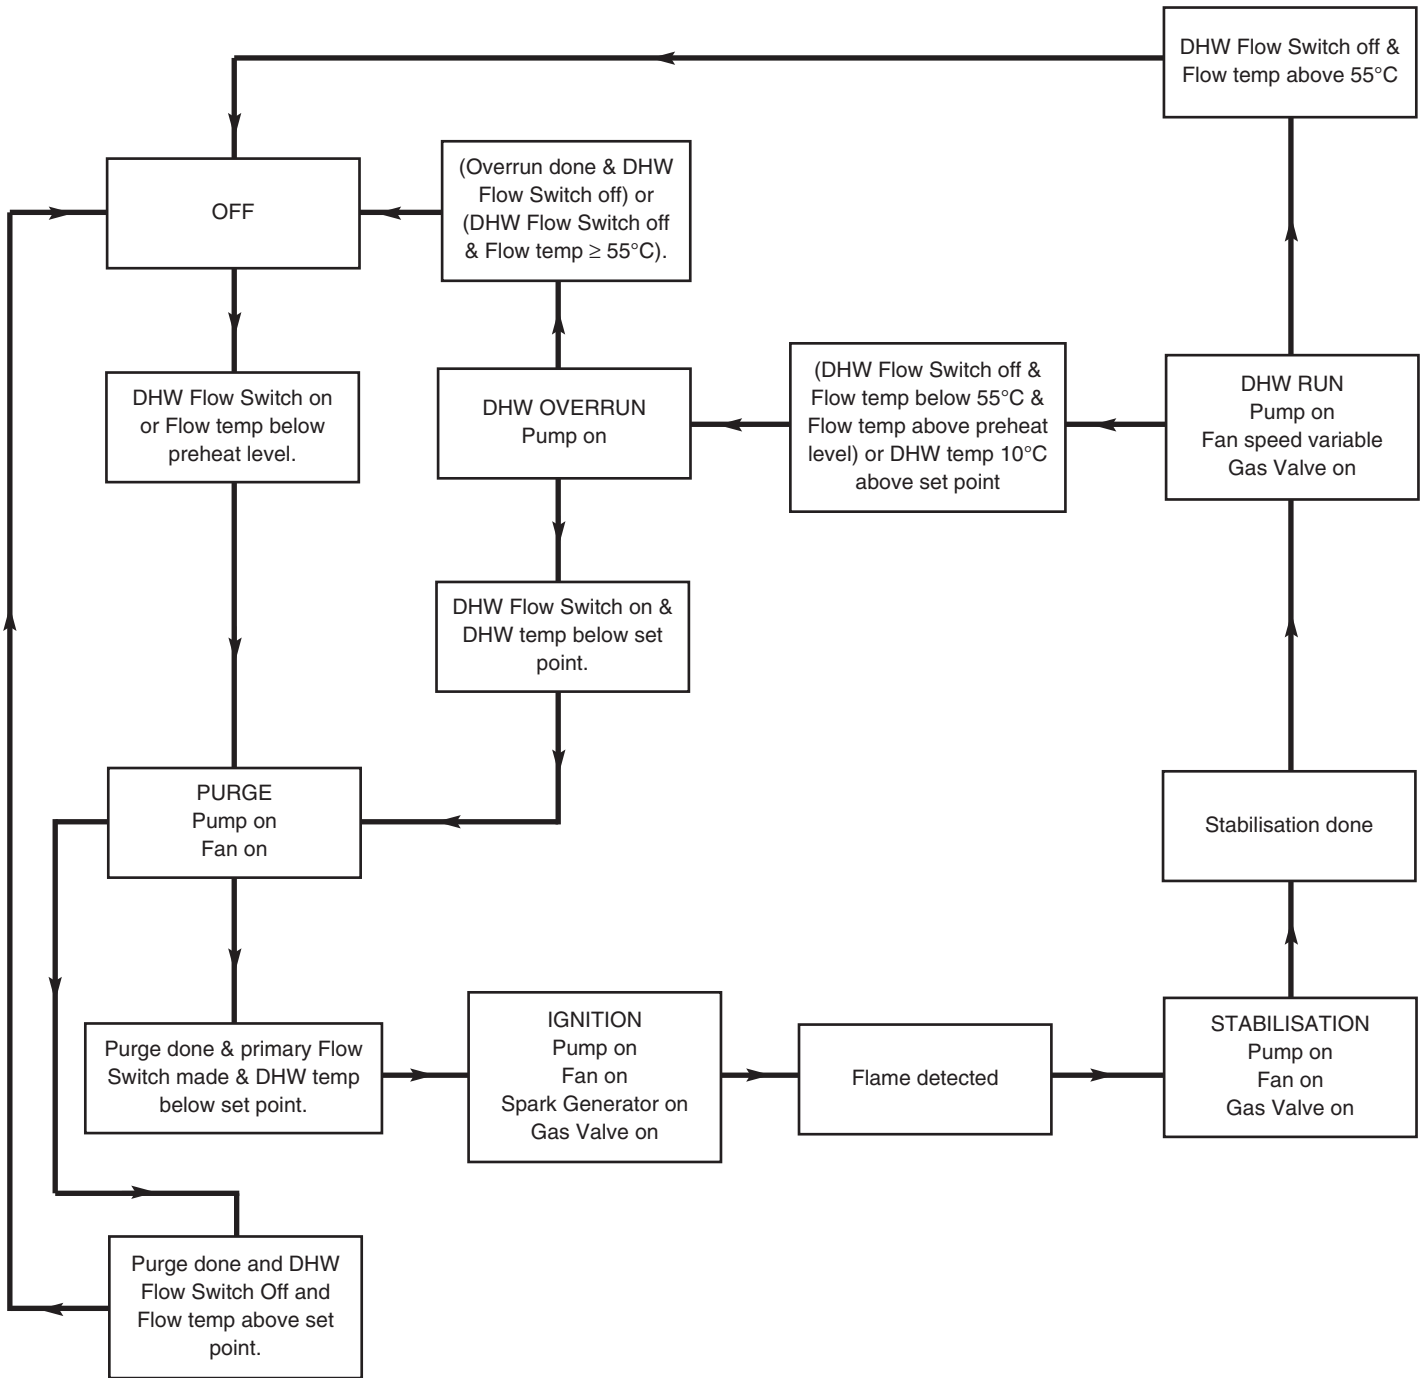 DHW Flow Switch off &
Flow temp above 55°C
(Overrun done & DHW
Flow Switch off) or
(DHW Flow Switch off
& Flow temp ≥ 55°C).
OFF
DHW Flow Switch on
or Flow temp below
preheat level.
DHW OVERRUN
Pump on
(DHW Flow Switch off &
Flow temp below 55°C &
Flow temp above preheat
level) or DHW temp 10°C
above set point
DHW RUN
Pump on
Fan speed variable
Gas Valve on
DHW Flow Switch on &
DHW temp below set
point.
PURGE
Pump on
Fan on
Stabilisation done
Purge done & primary Flow
Switch made & DHW temp
below set point.
IGNITION
Pump on
Fan on
Spark Generator on
Gas Valve on
Flame detected
STABILISATION
Pump on
Fan on
Gas Valve on
Purge done and DHW
Flow Switch Off and
Flow temp above set
point.